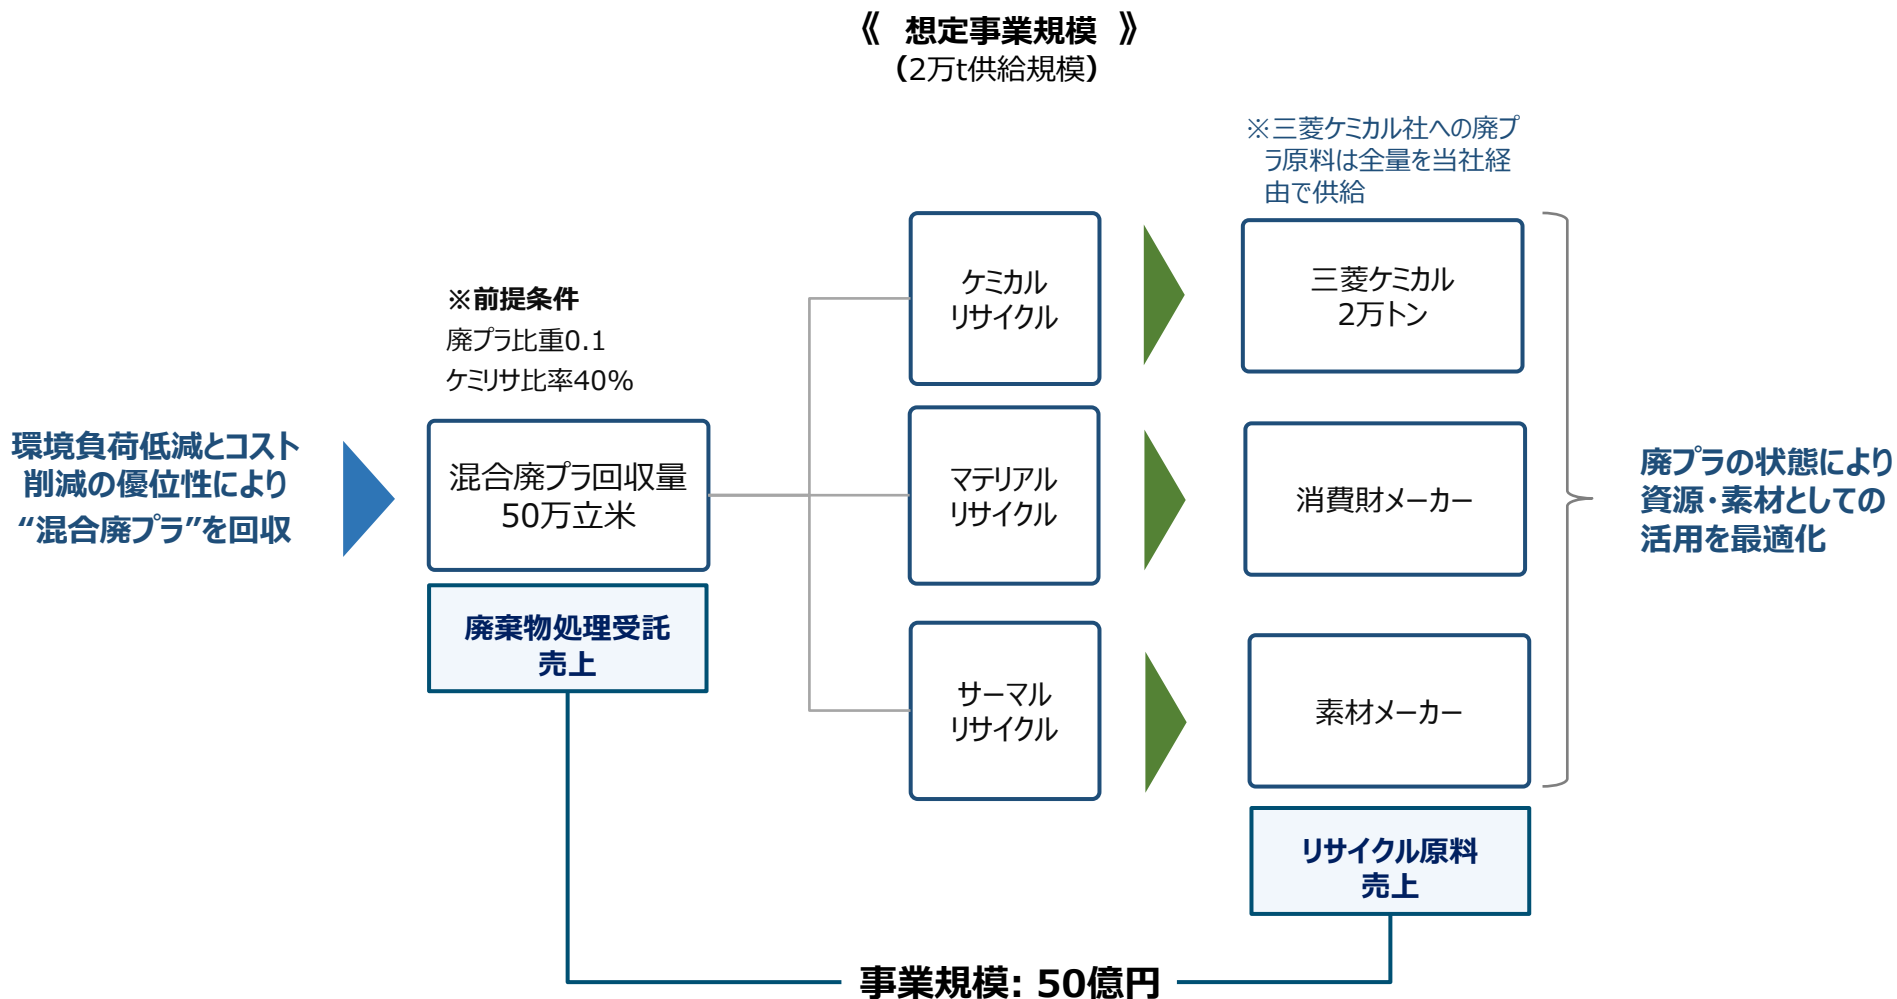 《 想定事業規模 》
(2万t供給規模)
※三菱ケミカル社への廃プ
ラ原料は全量を当社経
由で供給
※前提条件
廃プラ比重0.1
ケミリサ比率40%
環境負荷低減とコスト
削減の優位性により
“混合廃プラ”を回収
混合廃プラ回収量
50万立米
廃棄物処理受託
売上
ケミカル
リサイクル
三菱ケミカル
2万トン
マテリアル
リサイクル
消費財メーカー
サーマル
リサイクル
素材メーカー
廃プラの状態により
資源・素材としての
活用を最適化
リサイクル原料
売上
事業規模: 50億円